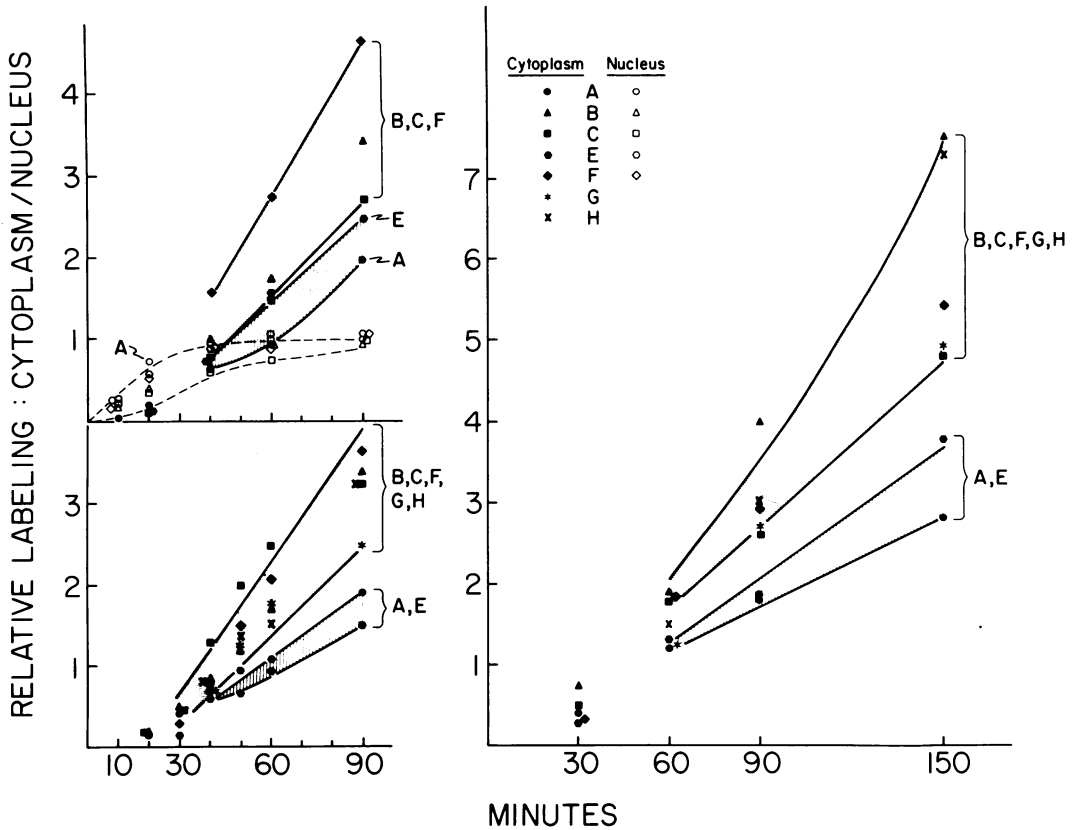 RELATIVE LABELING : CYTOPLASM/NUCLEUS
4
3
2
1
B,C,F
E
A
A
3
2
1
B,C,F,
G,H
A,E
10 30 60 90
Cytoplasm Nucleus
A
B
C
E
F
G
H
7
6
5
4
3
2
1
B,C,F,G,H
A,E
30 60 90 150
MINUTES